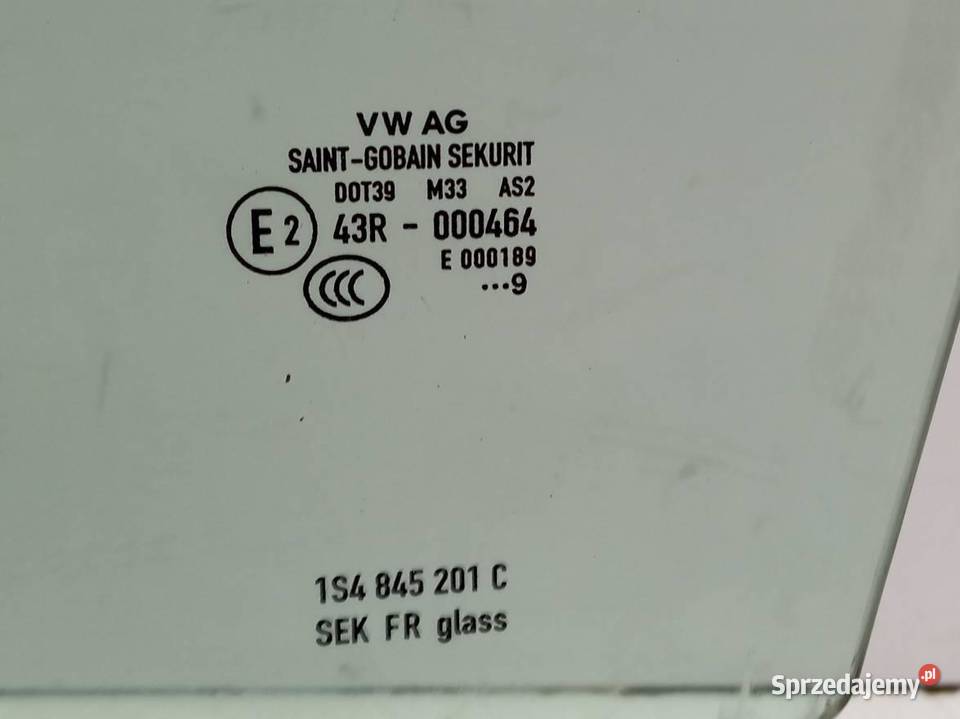 VW AG
SAINT-GOBAIN SEKURIT
DOT39 M33 AS2
E2 43R - 000464
E 000189
CCC ...9
1S4 845 201 C
SEK FR glass
Sprzedajemy.pl